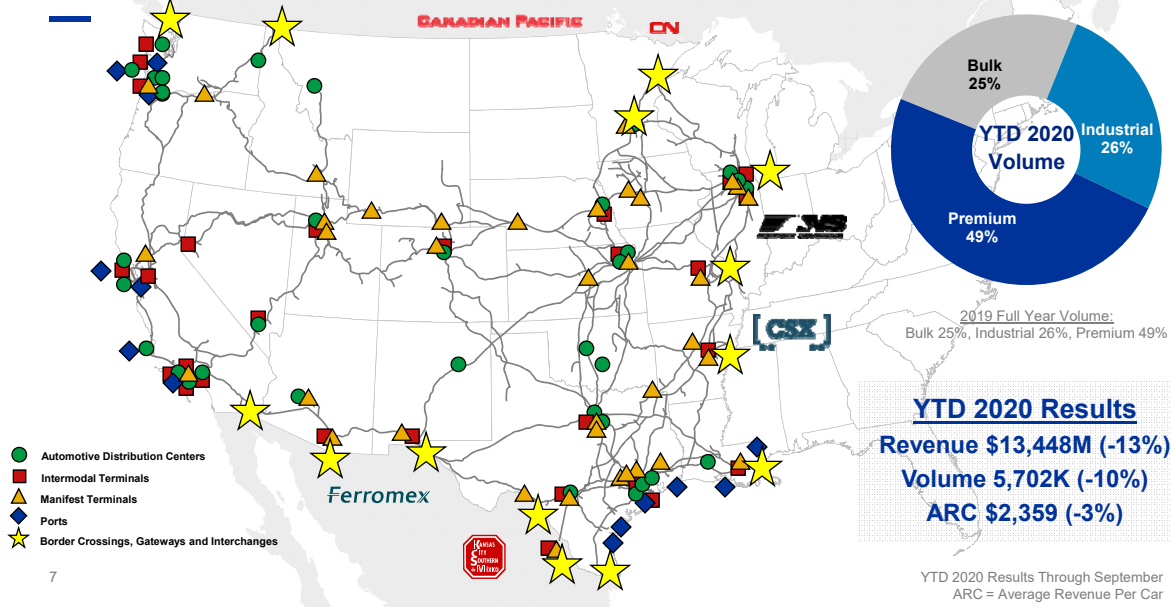 CANADIAN PACIFIC
CN
Bulk
25%
YTD 2020
Volume
Industrial
26%
Premium
49%
NS
2019 Full Year Volume:
Bulk 25%, Industrial 26%, Premium 49%
[CSX]
YTD 2020 Results
Revenue $13,448M (-13%)
Volume 5,702K (-10%)
ARC $2,359 (-3%)
Automotive Distribution Centers
Intermodal Terminals
Manifest Terminals
Ports
Border Crossings, Gateways and Interchanges
Ferromex
KANSAS
CITY
SOUTHERN
de MEXICO
7
YTD 2020 Results Through September
ARC = Average Revenue Per Car